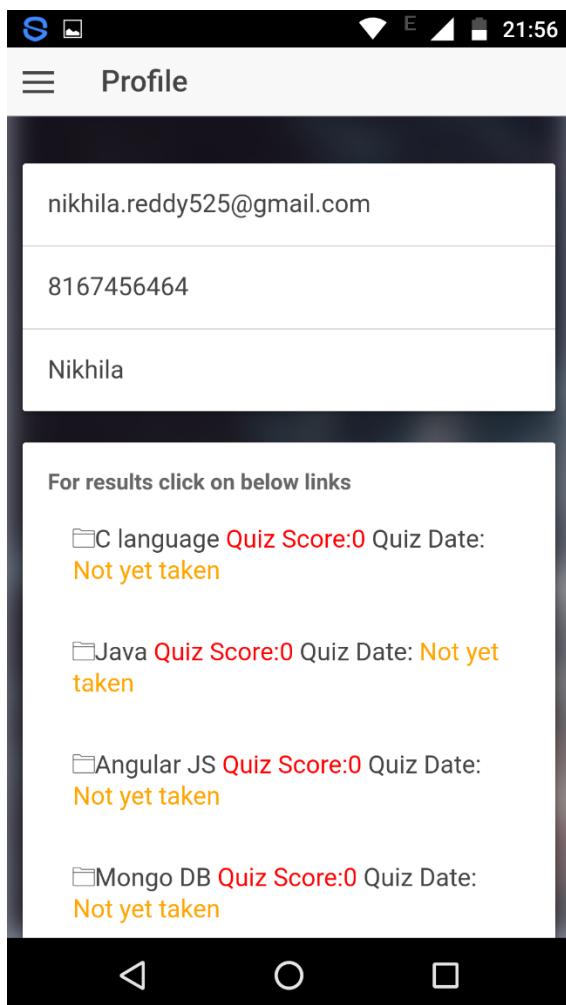 E 21:56
Profile
nikhila.reddy525@gmail.com
8167456464
Nikhila
For results click on below links
C language Quiz Score:0 Quiz Date:
Not yet taken
Java Quiz Score:0 Quiz Date: Not yet
taken
Angular JS Quiz Score:0 Quiz Date:
Not yet taken
Mongo DB Quiz Score:0 Quiz Date:
Not yet taken